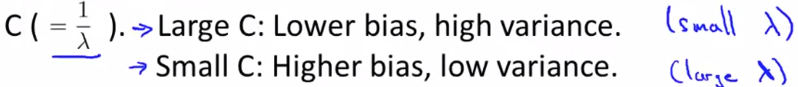 C ( = 1/λ ). → Large C: Lower bias, high variance. (small λ)
→ Small C: Higher bias, low variance. (large λ)